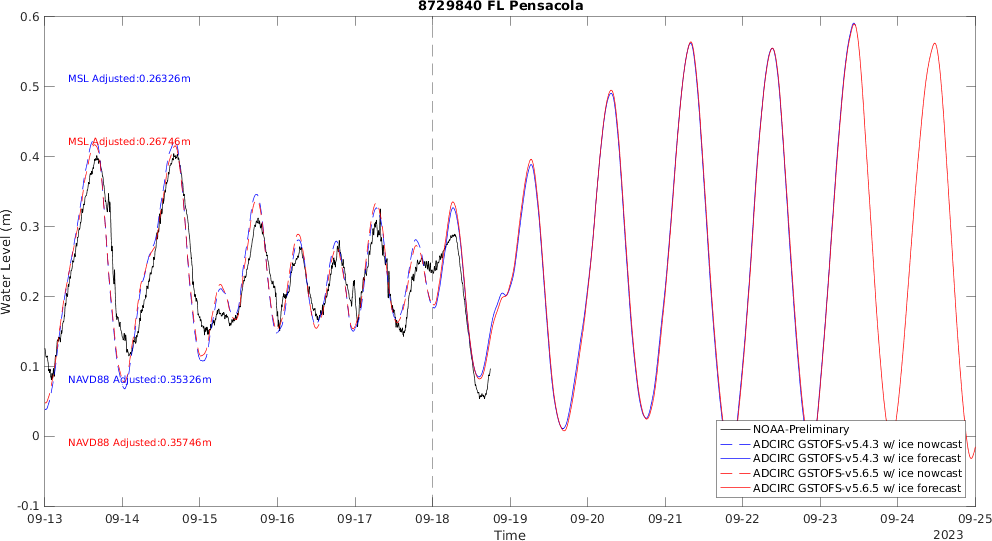 8729840 FL Pensacola
0.6
0.5
0.4
0.3
0.2
0.1
0
-0.1
Water Level (m)
MSL Adjusted:0.26326m
MSL Adjusted:0.26746m
NAVD88 Adjusted:0.35326m
NAVD88 Adjusted:0.35746m
NOAA-Preliminary
ADCIRC GSTOFS-v5.4.3 w/ ice nowcast
ADCIRC GSTOFS-v5.4.3 w/ ice forecast
ADCIRC GSTOFS-v5.6.5 w/ ice nowcast
ADCIRC GSTOFS-v5.6.5 w/ ice forecast
09-13 09-14 09-15 09-16 09-17 09-18 09-19 09-20 09-21 09-22 09-23 09-24 09-25
Time
2023